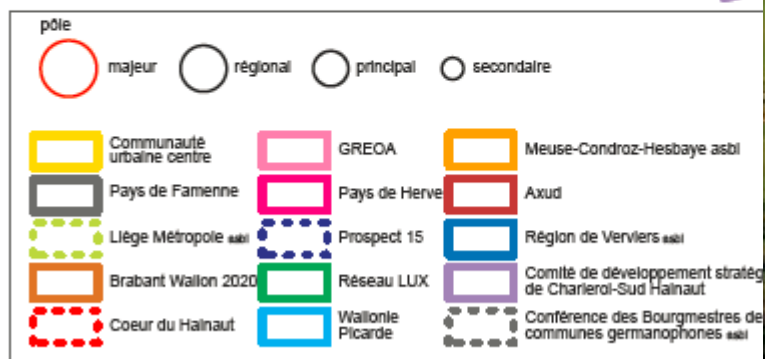 pôle
majeur régional principal secondaire
Communauté
urbaine centre
GREOA
Meuse-Condroz-Hesbaye asbl
Pays de Famenne
Pays de Herve
Axud
Liège Métropole asbl
Prospect 15
Région de Verviers asbl
Brabant Wallon 2020
Réseau LUX
Comité de développement stratég
de Charleroi-Sud Hainaut
Coeur du Hainaut
Wallonie
Picarde
Conférence des Bourgmestres de
communes germanophones asbl